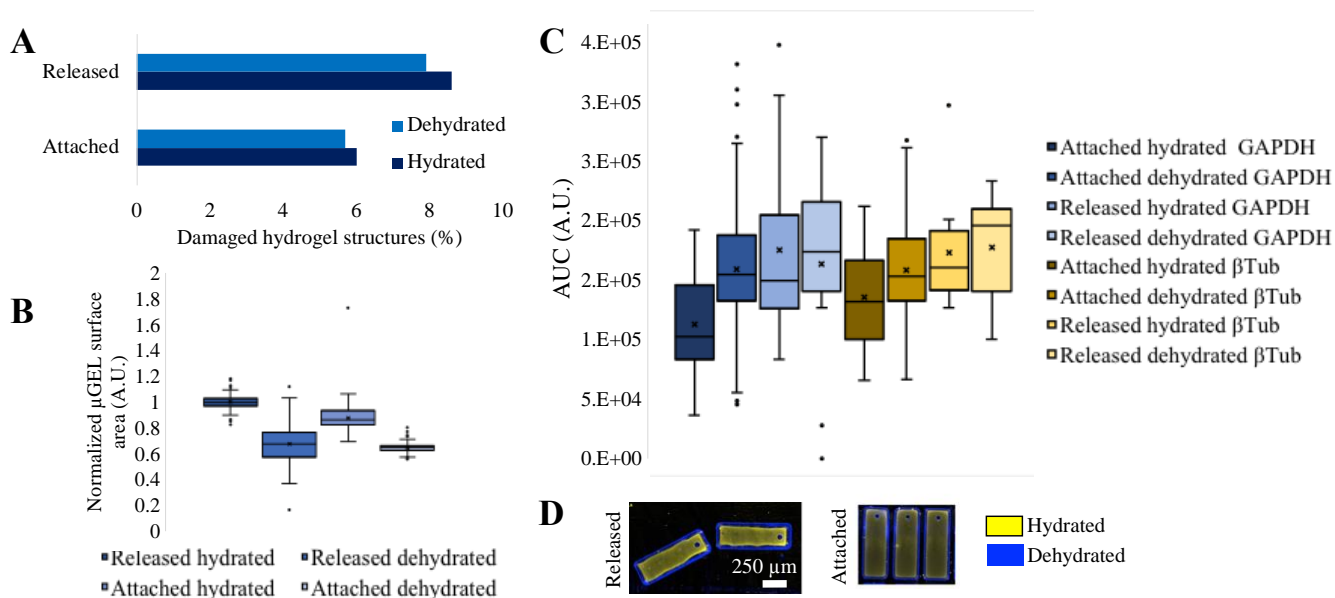 A
Released
Attached
Dehydrated
Hydrated
0
2
4
6
8
10
Damaged hydrogel structures (%)
B
Normalized µGEL surface
area (A.U.)
2
1.8
1.6
1.4
1.2
1
0.8
0.6
0.4
0.2
0
Released hydrated
Released dehydrated
Attached hydrated
Attached dehydrated
C
AUC (A.U.)
4.E+05
3.E+05
3.E+05
2.E+05
2.E+05
1.E+05
5.E+04
0.E+00
Attached hydrated GAPDH
Attached dehydrated GAPDH
Released hydrated GAPDH
Released dehydrated GAPDH
Attached hydrated βTub
Attached dehydrated βTub
Released hydrated βTub
Released dehydrated βTub
D
Released
250 µm
Attached
Hydrated
Dehydrated